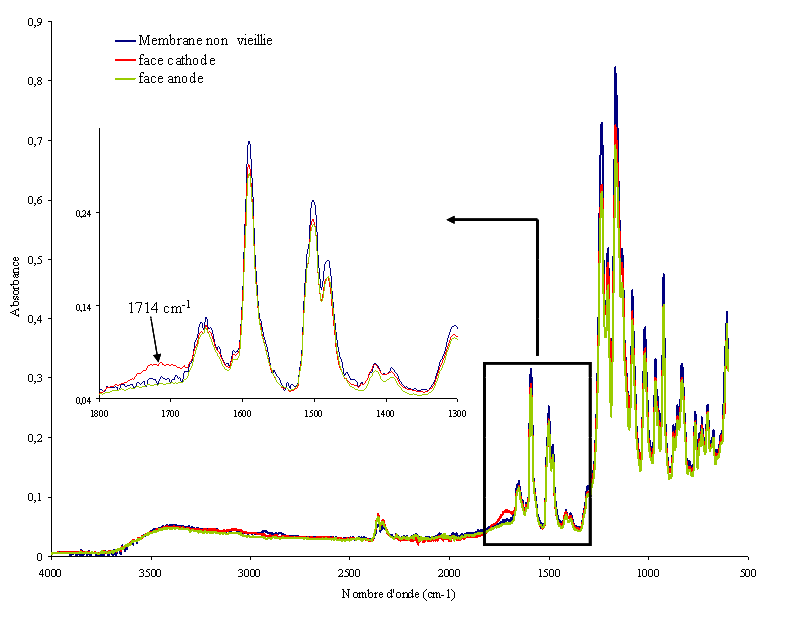 0,9
0,8
0,7
0,6
0,5
0,4
0,3
0,2
0,1
0
Absorbance
Membrane non vieillie
face cathode
face anode
0,24
0,14
0,04
1714 cm-1
1800 1700 1600 1500 1400 1300
4000 3500 3000 2500 2000 1500 1000 500
Nombre d'onde (cm-1)